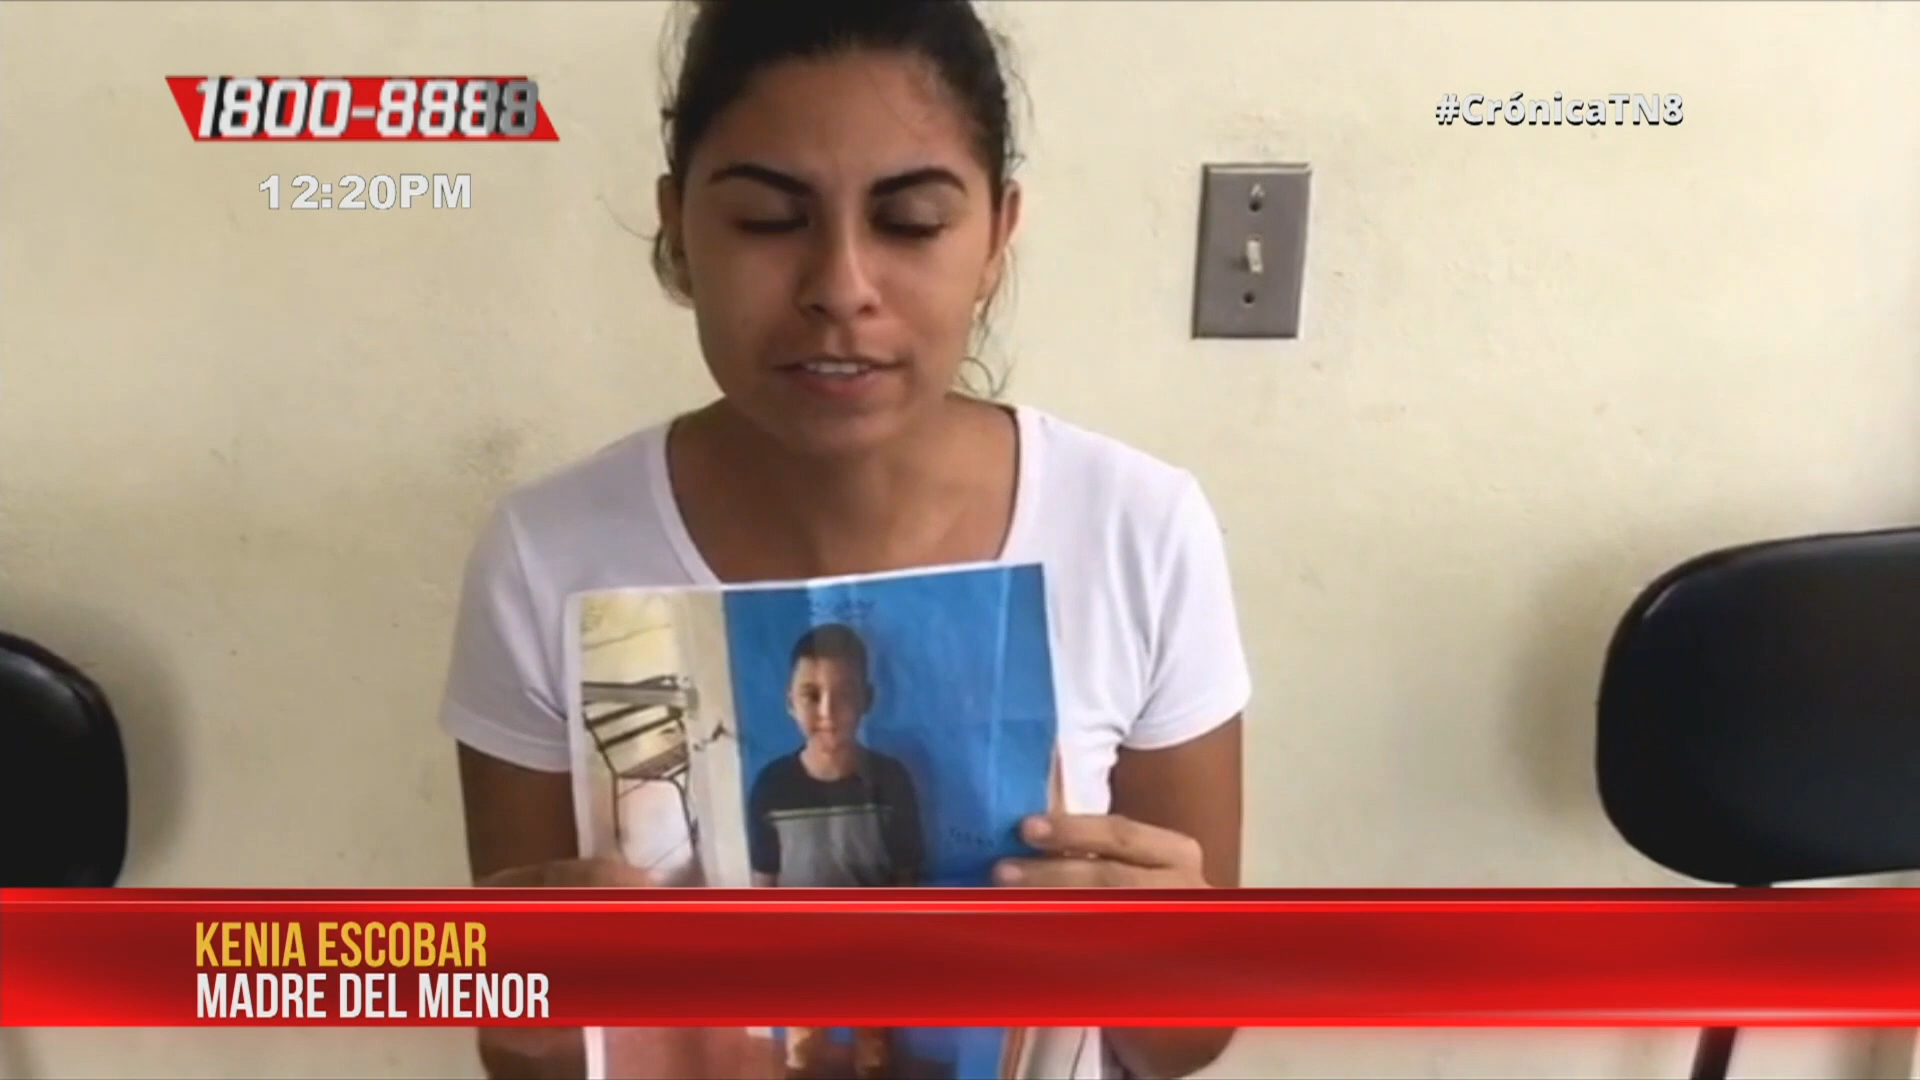 1800-8888
#CrónicaTN8
12:20PM
KENIA ESCOBAR
MADRE DEL MENOR